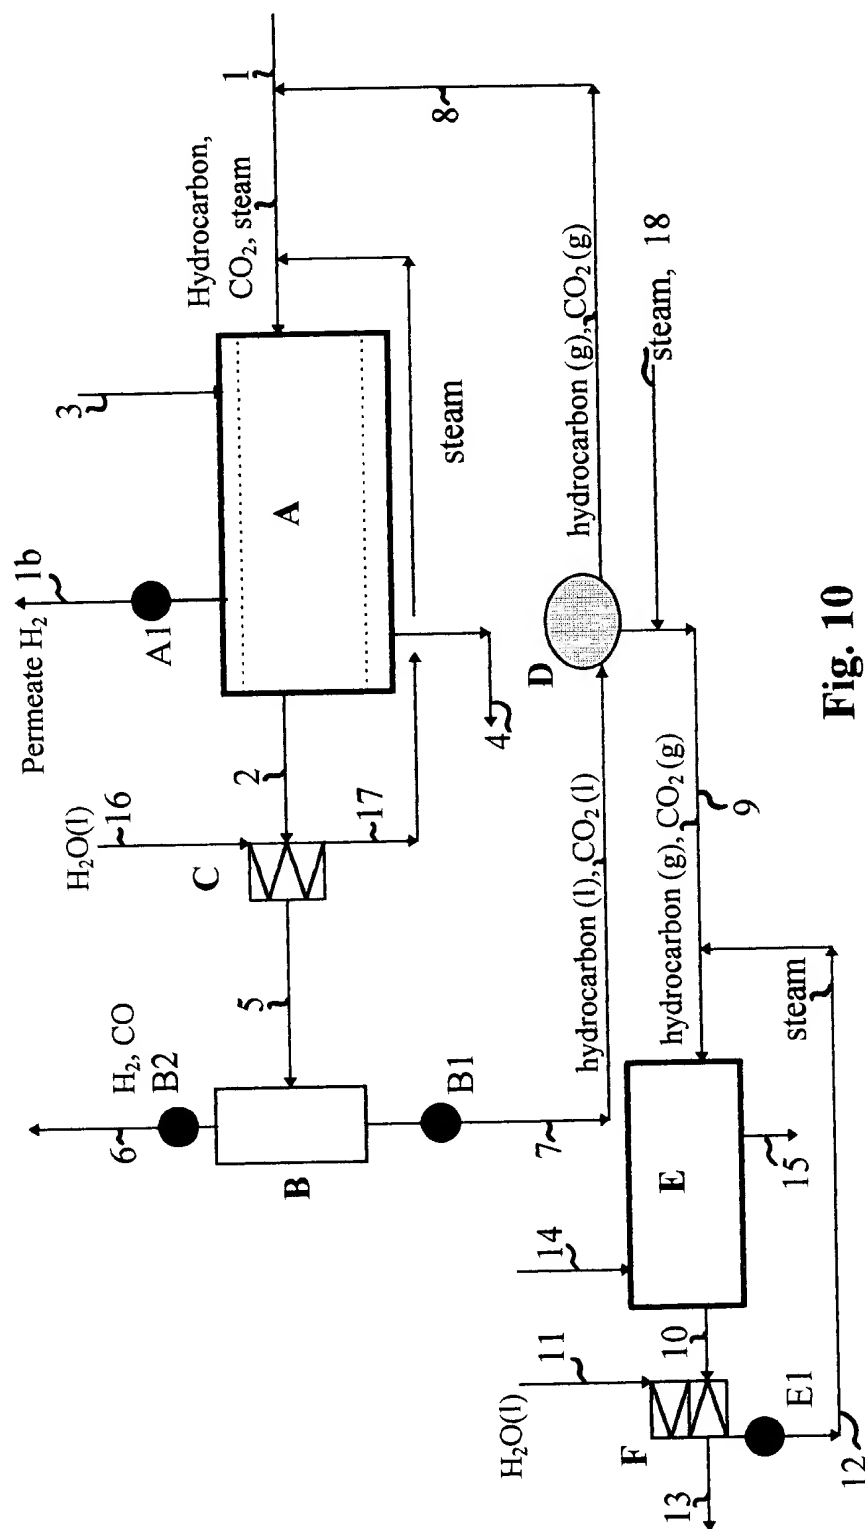 Permeate H₂
1b
A1
3
Hydrocarbon,
CO₂, steam
1
A
H₂O(l)
16
2
C
17
4
steam
8
H₂, CO
6
B2
5
B
B1
7
hydrocarbon (l), CO₂ (l)
D
hydrocarbon (g), CO₂ (g)
steam, 18
hydrocarbon (g), CO₂ (g)
9
14
E
15
steam
H₂O(l)
11
10
F
E1
13
12
Fig. 10